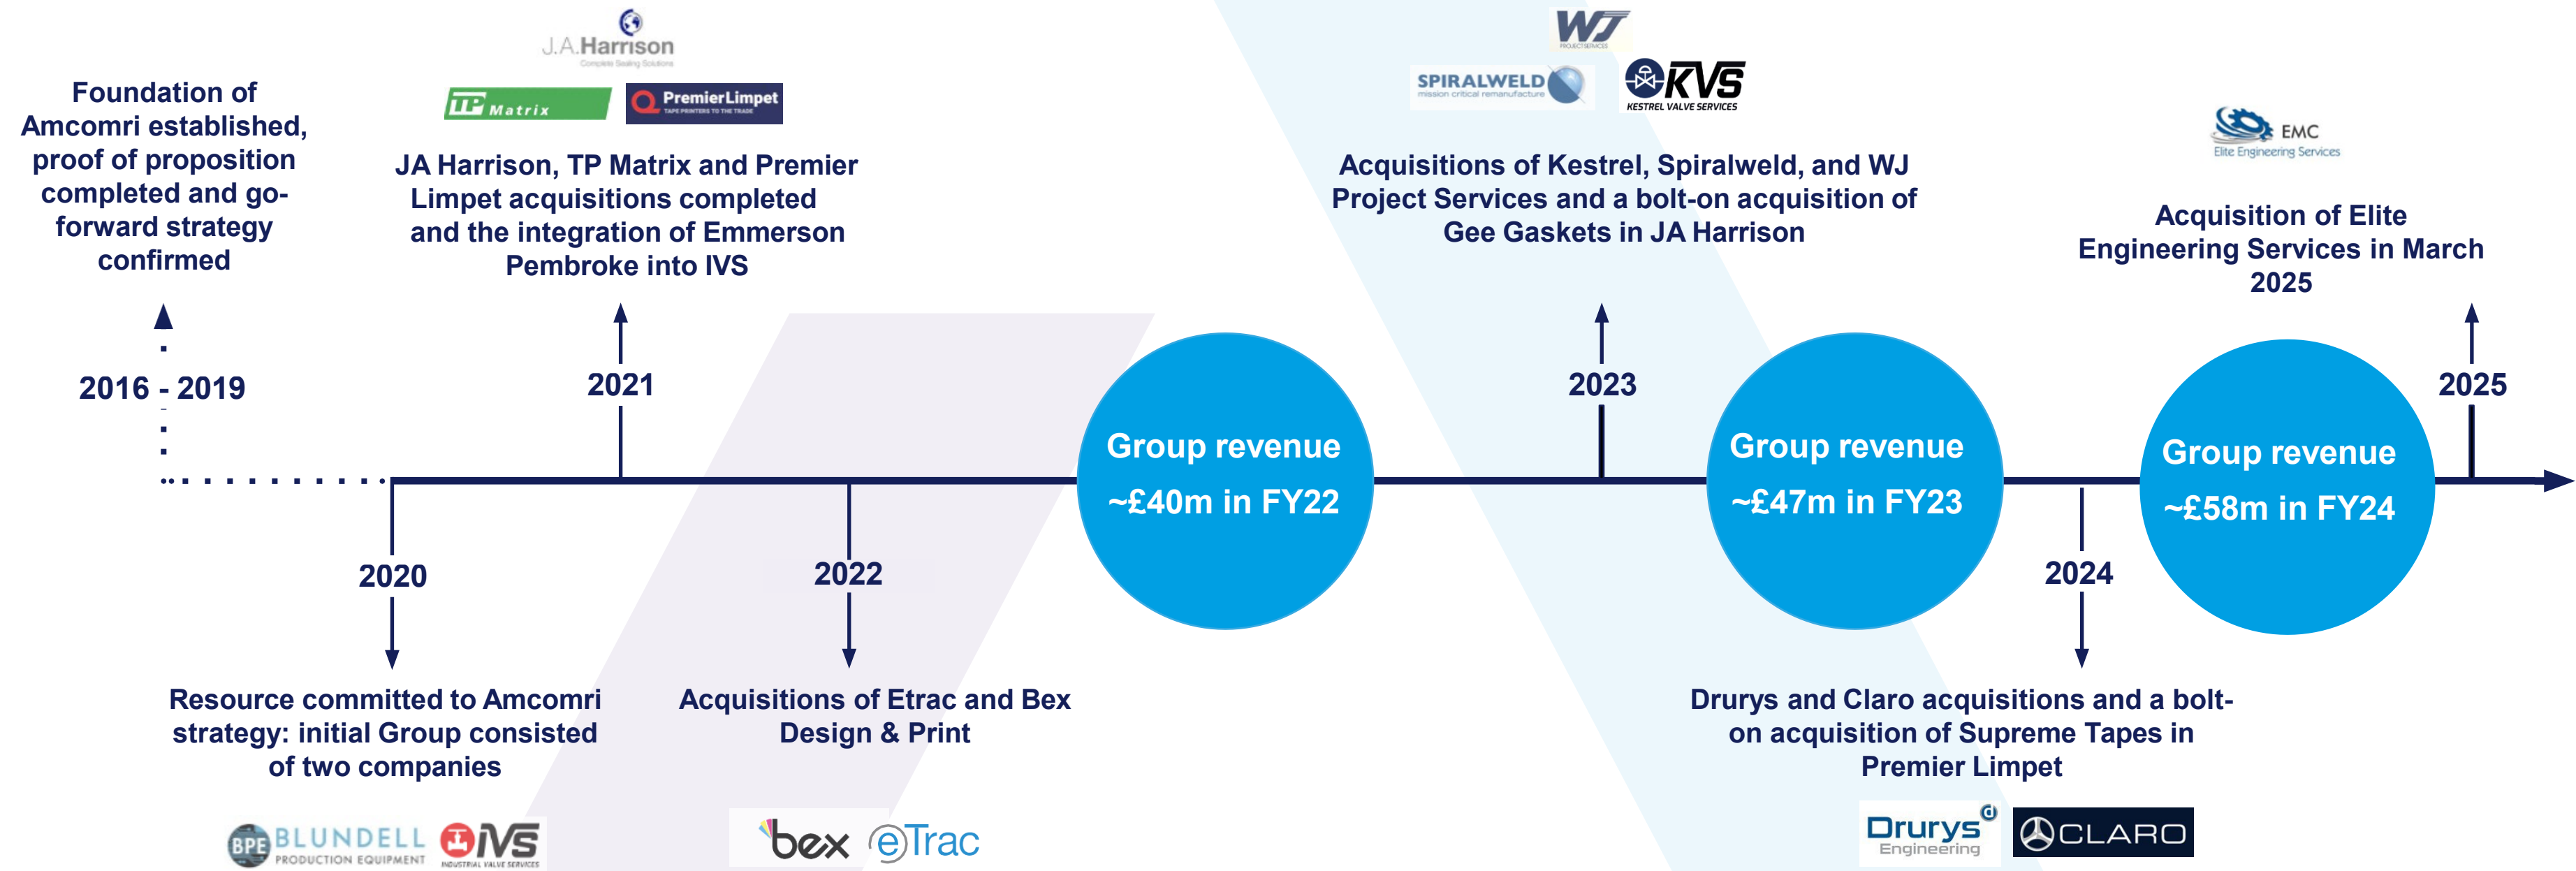 Foundation of
Amcomri established,
proof of proposition
completed and go-
forward strategy
confirmed
2016 - 2019
J.A.Harrison
Complete Sealing Solutions
TP Matrix
PremierLimpet
TAPE PRINTERS TO THE TRADE
JA Harrison, TP Matrix and Premier
Limpet acquisitions completed
and the integration of Emmerson
Pembroke into IVS
2021
WJ
PROJECT SERVICES
SPIRALWELD
mission critical remanufacture
KVS
KESTREL VALVE SERVICES
Acquisitions of Kestrel, Spiralweld, and WJ
Project Services and a bolt-on acquisition of
Gee Gaskets in JA Harrison
2023
EMC
Elite Engineering Services
Acquisition of Elite
Engineering Services in March
2025
2025
Group revenue
~£40m in FY22
Group revenue
~£47m in FY23
Group revenue
~£58m in FY24
2020
Resource committed to Amcomri
strategy: initial Group consisted
of two companies
BPE BLUNDELL
PRODUCTION EQUIPMENT
iVS
INDUSTRIAL VALVE SERVICES
2022
Acquisitions of Etrac and Bex
Design & Print
bex
eTrac
2024
Drurys and Claro acquisitions and a bolt-
on acquisition of Supreme Tapes in
Premier Limpet
Drurys d
Engineering
CLARO